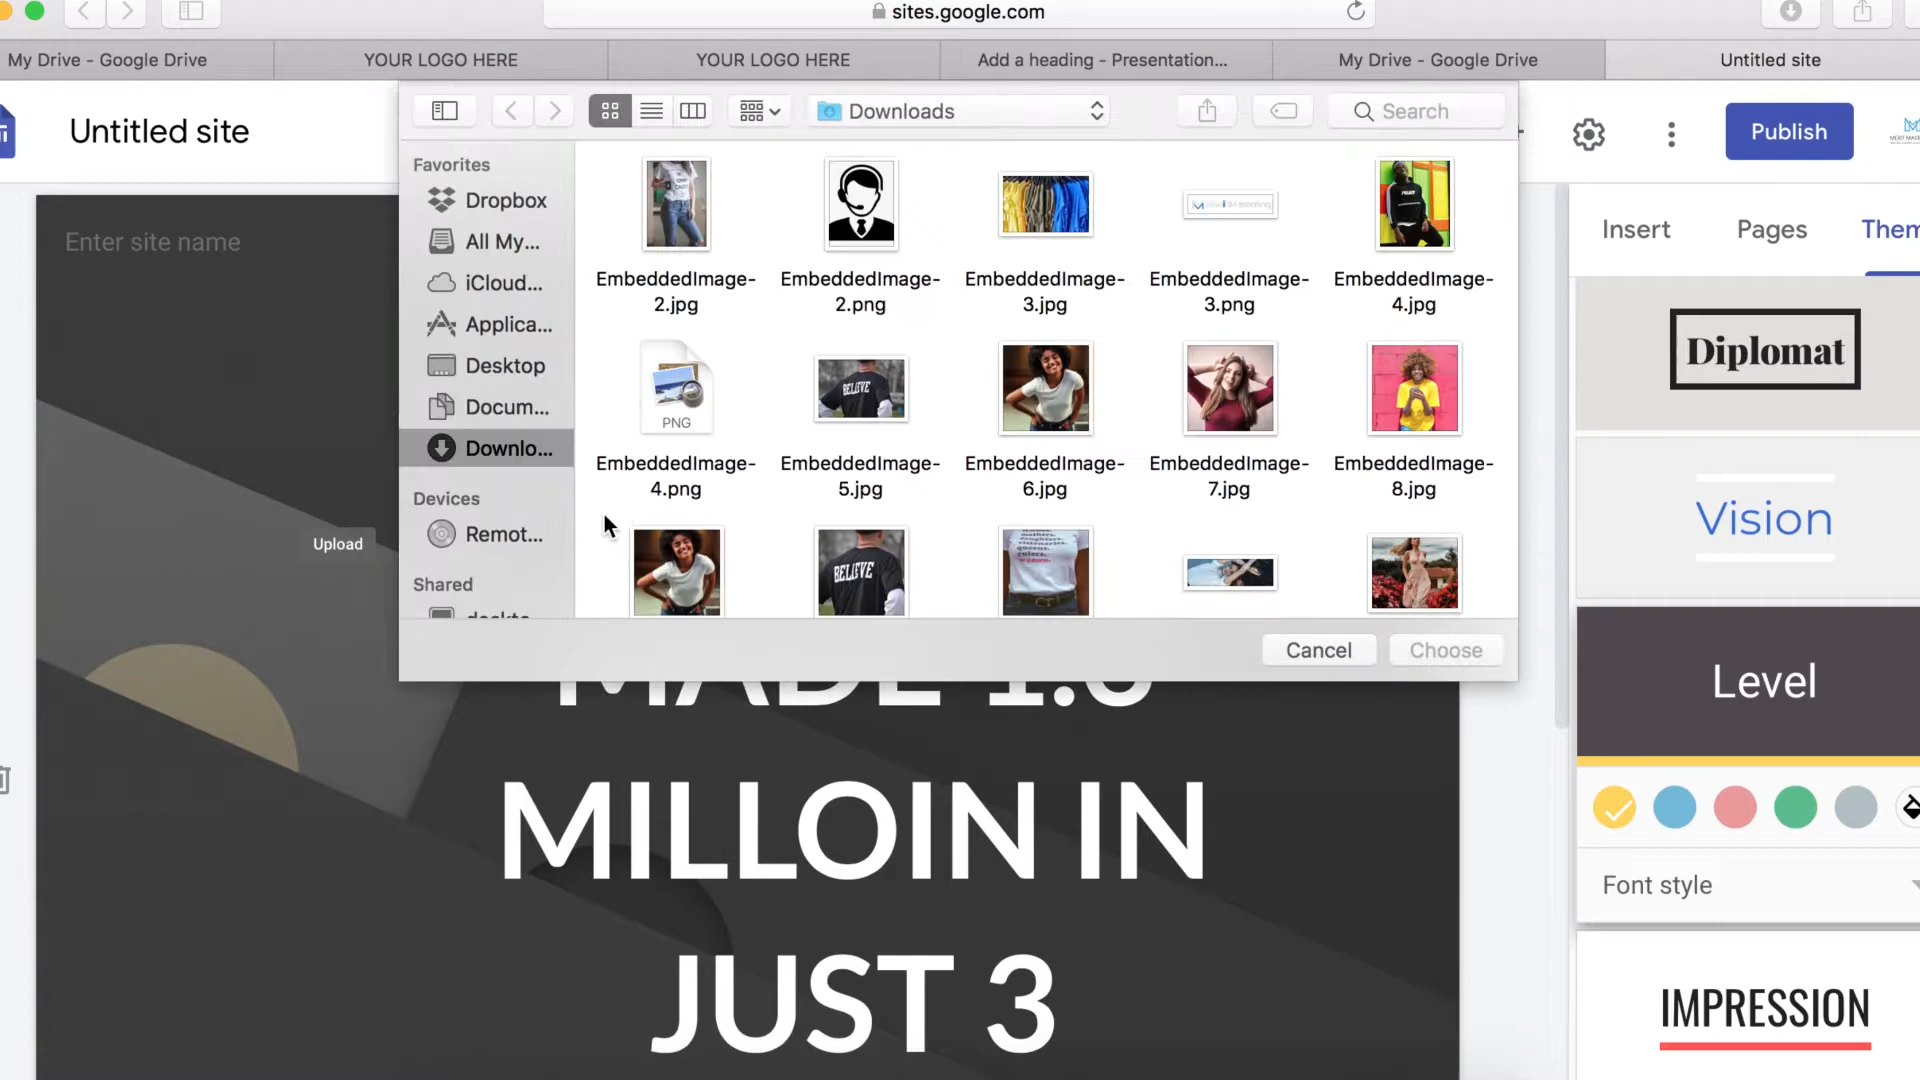 sites.google.com
My Drive - Google Drive
YOUR LOGO HERE
YOUR LOGO HERE
Add a heading - Presentation...
My Drive - Google Drive
Untitled site
Untitled site
Downloads
Search
Publish
Favorites
Dropbox
All My...
iCloud...
Applica...
Desktop
Docum...
Downlo...
Devices
Remot...
Shared
EmbeddedImage-
2.jpg
EmbeddedImage-
2.png
EmbeddedImage-
3.jpg
EmbeddedImage-
3.png
EmbeddedImage-
4.jpg
PNG
BELIEVE
EmbeddedImage-
4.png
EmbeddedImage-
5.jpg
EmbeddedImage-
6.jpg
EmbeddedImage-
7.jpg
EmbeddedImage-
8.jpg
BELIEVE
Cancel
Choose
Enter site name
Upload
MADE 1.
MILLOIN IN
JUST 3
Insert
Pages
Them
Diplomat
Vision
Level
Font style
IMPRESSION